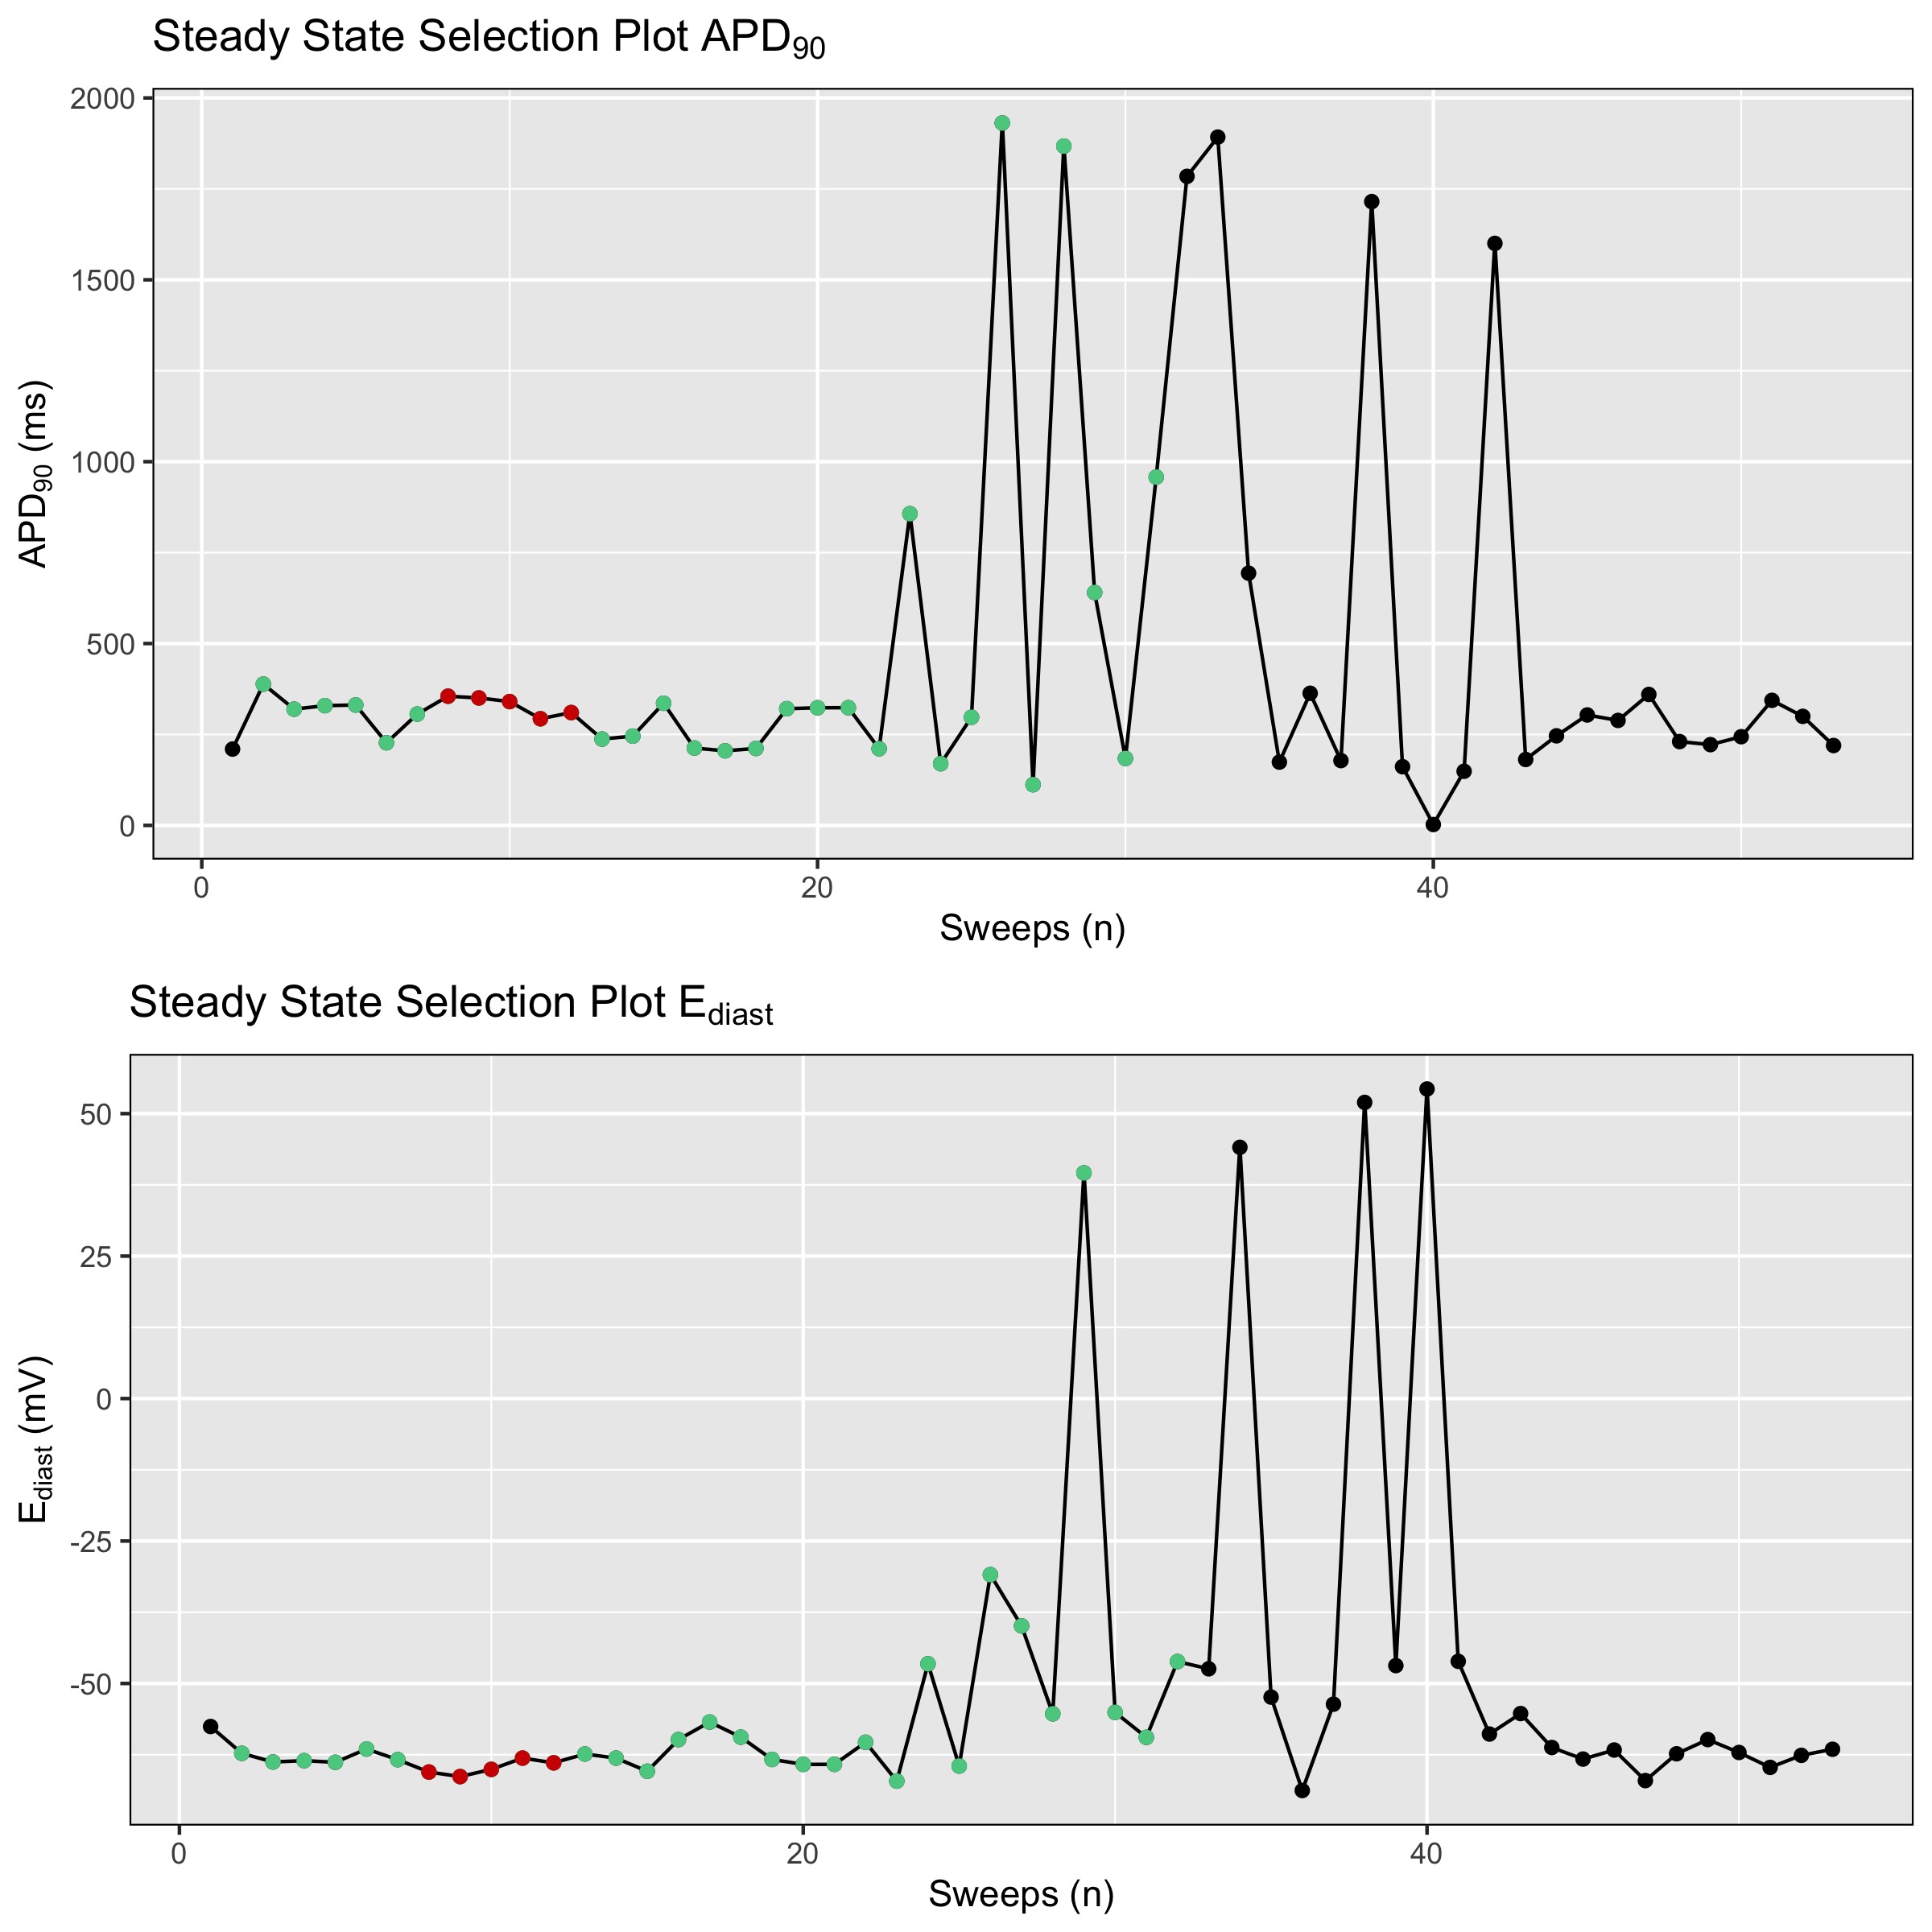 Steady State Selection Plot APD90
2000
1500
1000
500
0
APD90 (ms)
0 20 40
Sweeps (n)
Steady State Selection Plot Ediast
50
25
0
-25
-50
Ediast (mV)
0 20 40
Sweeps (n)